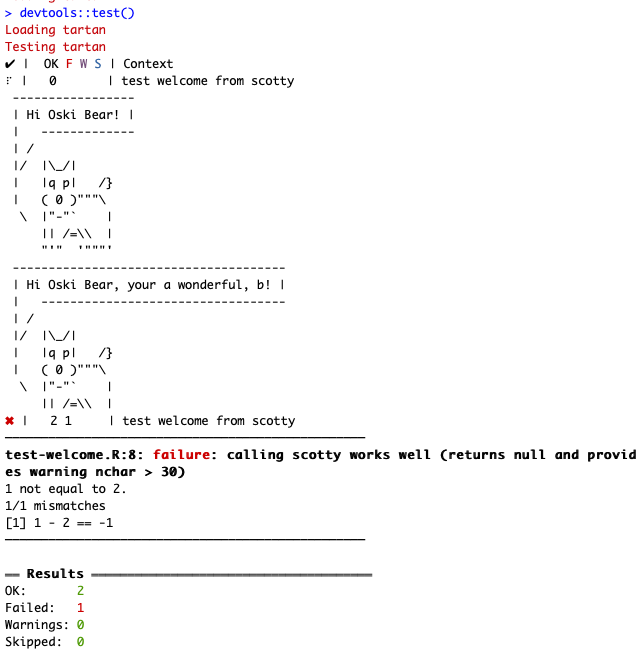 > devtools::test()
Loading tartan
Testing tartan
✔ |  OK F W S | Context
⠋ |   0       | test welcome from scotty
 -----------------
 | Hi Oski Bear! |
 |   -------------
 | /
 |/  |\_/|
 |   |q p|   /}
 |   ( 0 )"""\
  \  |"-"`    |
     || /=\\  |
     "'"  '"""'
 --------------------------------------
 | Hi Oski Bear, your a wonderful, b! |
 |   ----------------------------------
 | /
 |/  |\_/|
 |   |q p|   /}
 |   ( 0 )"""\
  \  |"-"`    |
     || /=\\  |
✖ |   2 1     | test welcome from scotty
──────────────────────────────────────────────────
test-welcome.R:8: failure: calling scotty works well (returns null and provid
es warning nchar > 30)
1 not equal to 2.
1/1 mismatches
[1] 1 - 2 == -1
──────────────────────────────────────────────────
══ Results ═══════════════════════════════════════
OK:       2
Failed:   1
Warnings: 0
Skipped:  0